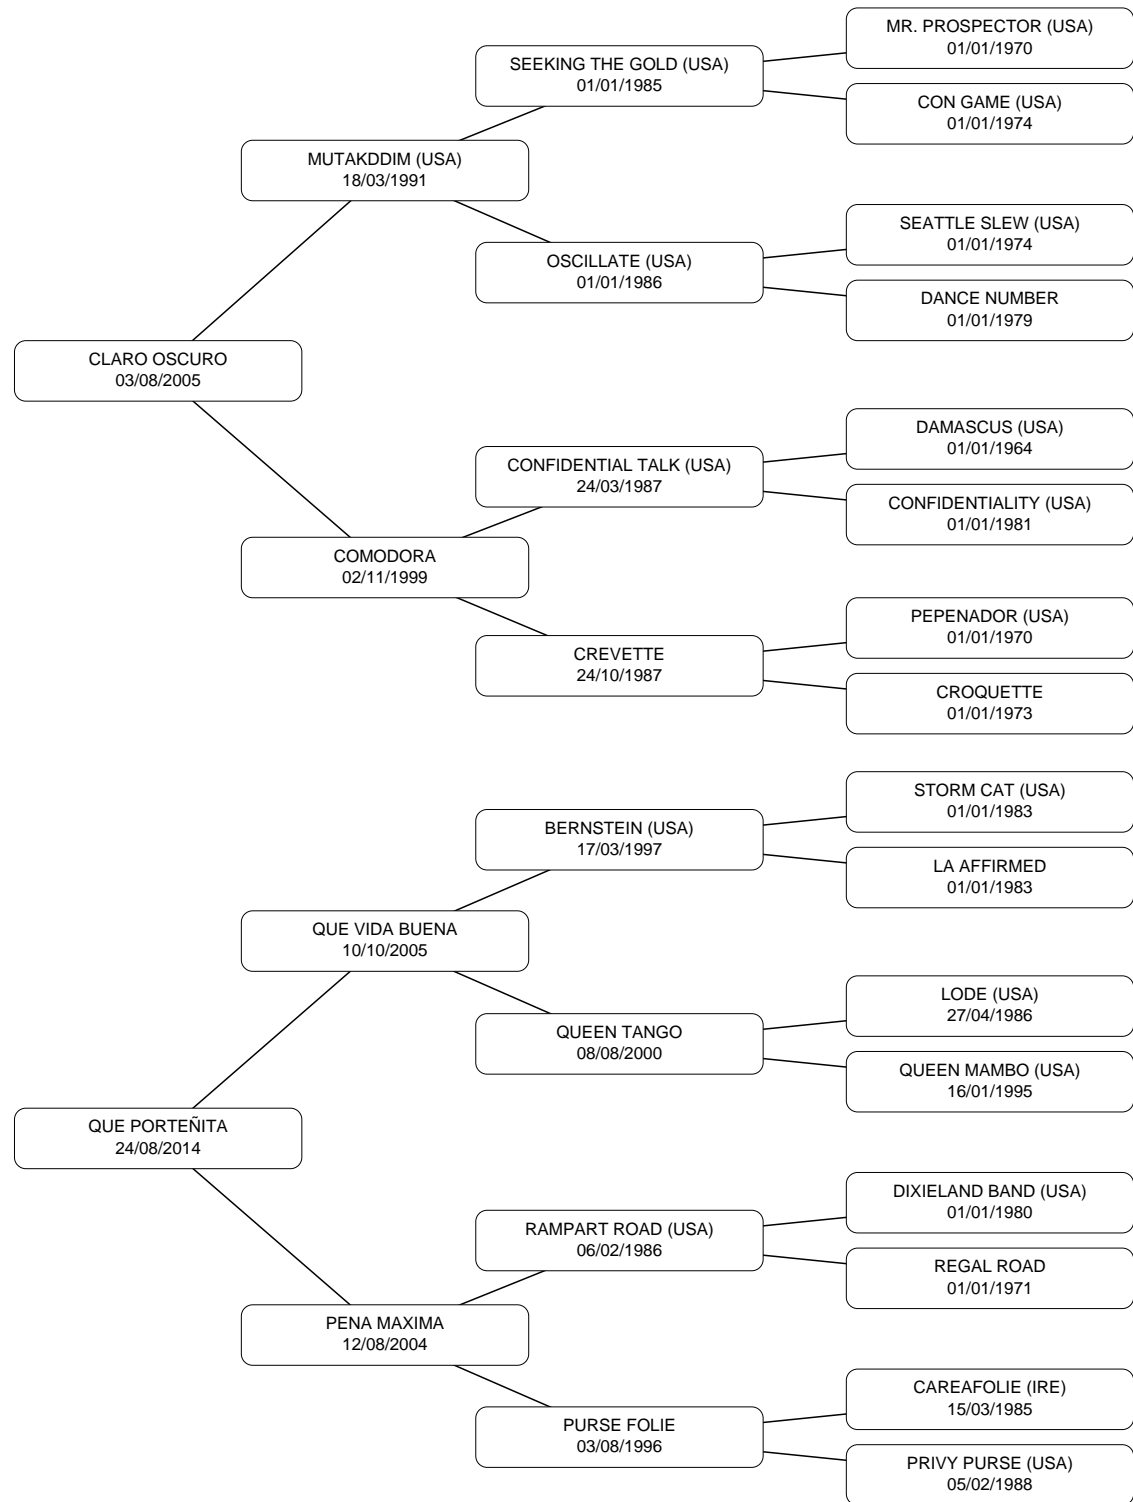 MR. PROSPECTOR (USA)
01/01/1970
SEEKING THE GOLD (USA)
01/01/1985
CON GAME (USA)
01/01/1974
MUTAKDDIM (USA)
18/03/1991
SEATTLE SLEW (USA)
01/01/1974
OSCILLATE (USA)
01/01/1986
DANCE NUMBER
01/01/1979
CLARO OSCURO
03/08/2005
DAMASCUS (USA)
01/01/1964
CONFIDENTIAL TALK (USA)
24/03/1987
CONFIDENTIALITY (USA)
01/01/1981
COMODORA
02/11/1999
PEPENADOR (USA)
01/01/1970
CREVETTE
24/10/1987
CROQUETTE
01/01/1973
STORM CAT (USA)
01/01/1983
BERNSTEIN (USA)
17/03/1997
LA AFFIRMED
01/01/1983
QUE VIDA BUENA
10/10/2005
LODE (USA)
27/04/1986
QUEEN TANGO
08/08/2000
QUEEN MAMBO (USA)
16/01/1995
QUE PORTEÑITA
24/08/2014
DIXIELAND BAND (USA)
01/01/1980
RAMPART ROAD (USA)
06/02/1986
REGAL ROAD
01/01/1971
PENA MAXIMA
12/08/2004
CAREAFOLIE (IRE)
15/03/1985
PURSE FOLIE
03/08/1996
PRIVY PURSE (USA)
05/02/1988